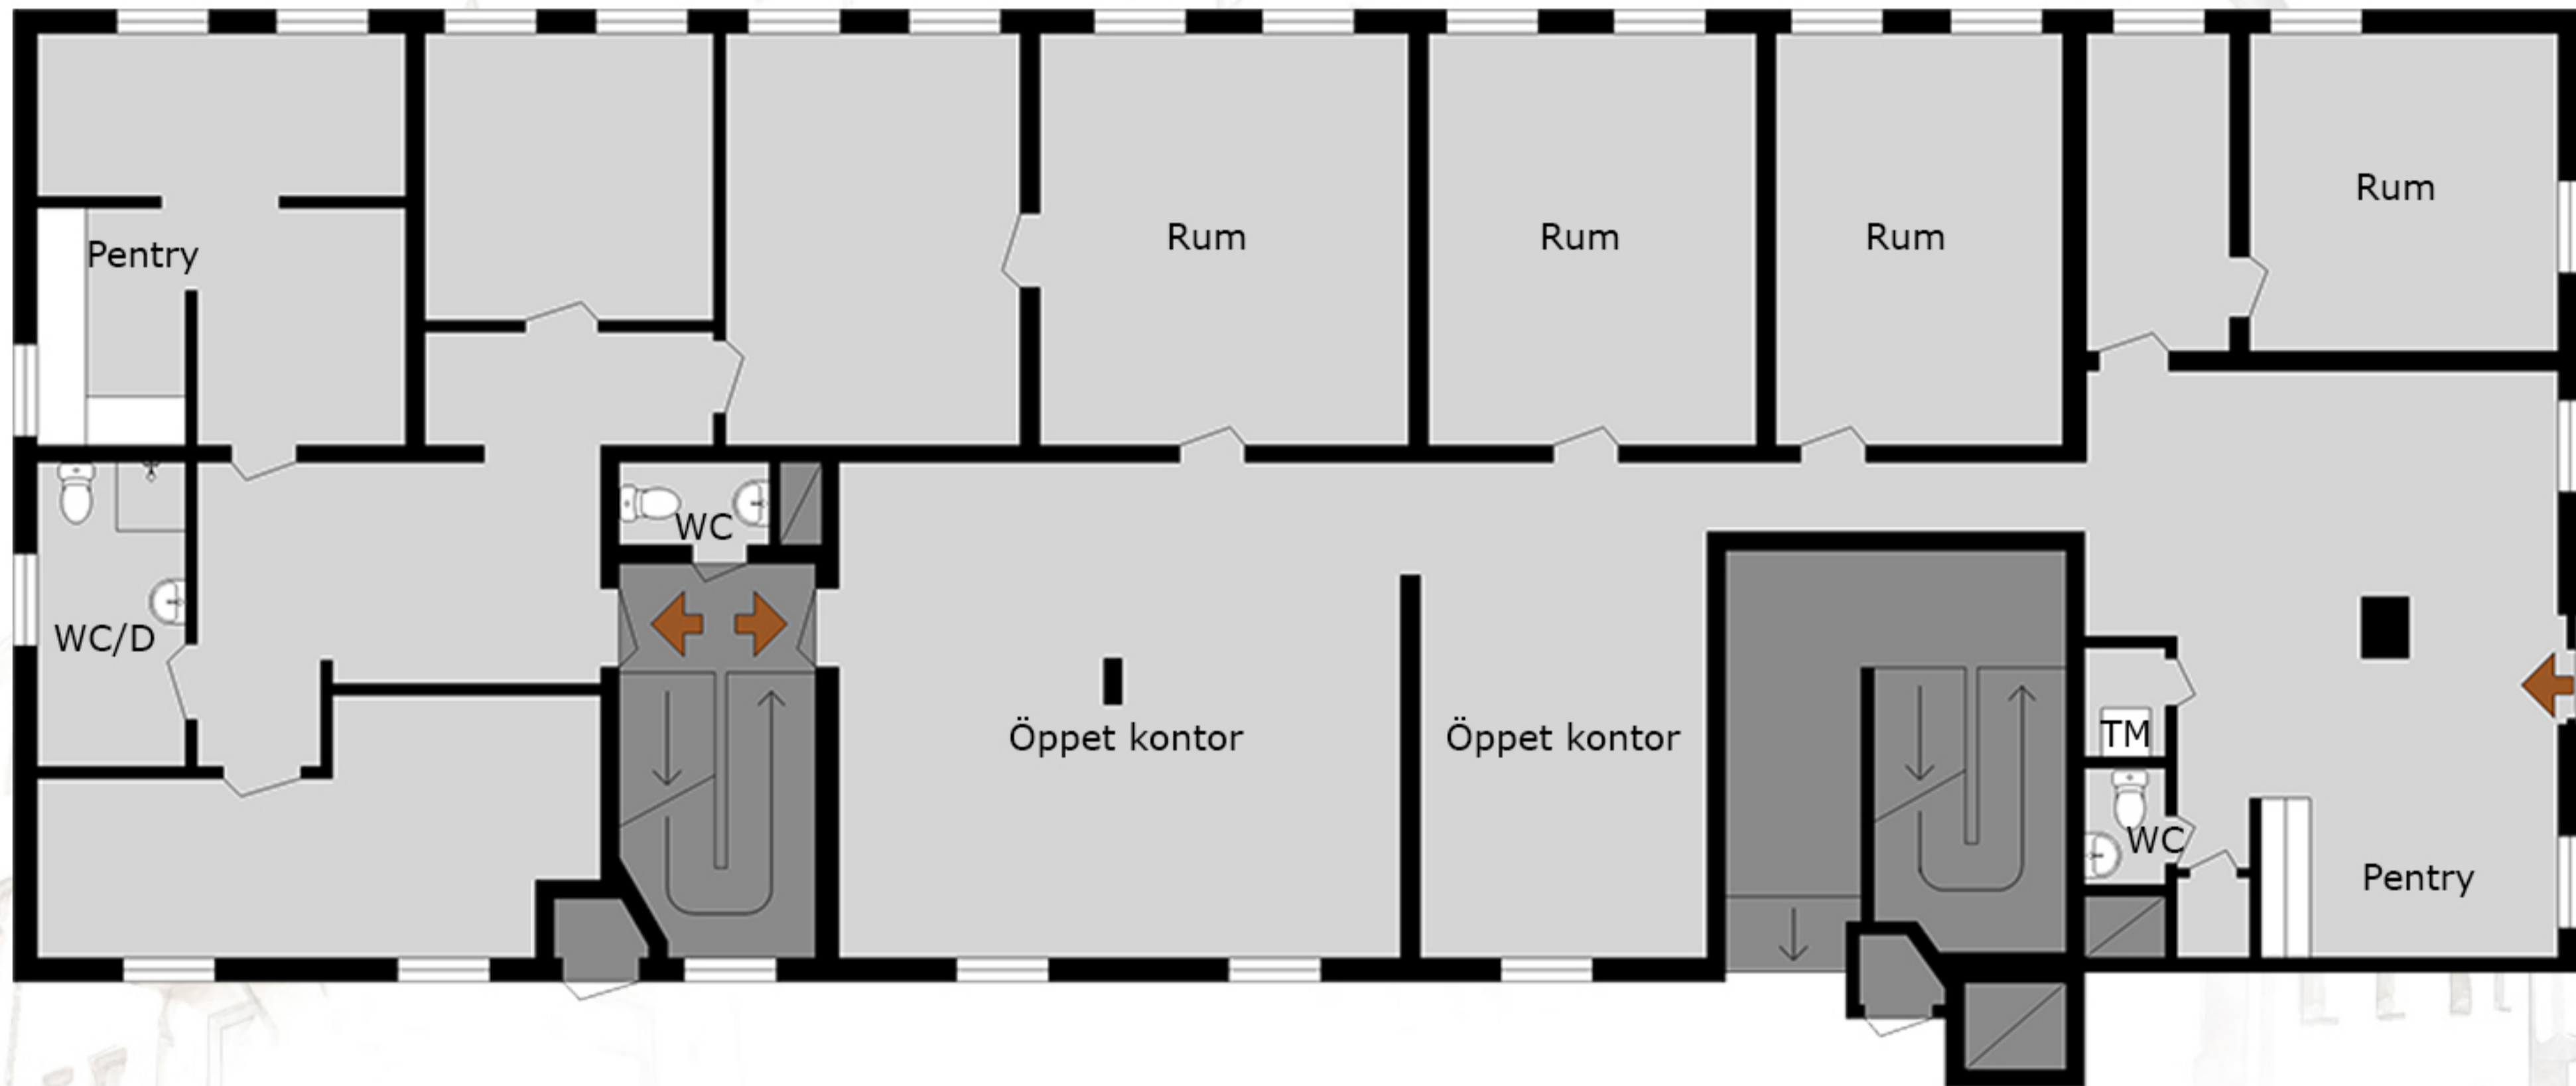 Rum
Pentry
Rum
Rum
Rum
WC
WC/D
Öppet kontor
Öppet kontor
TM
WC
Pentry